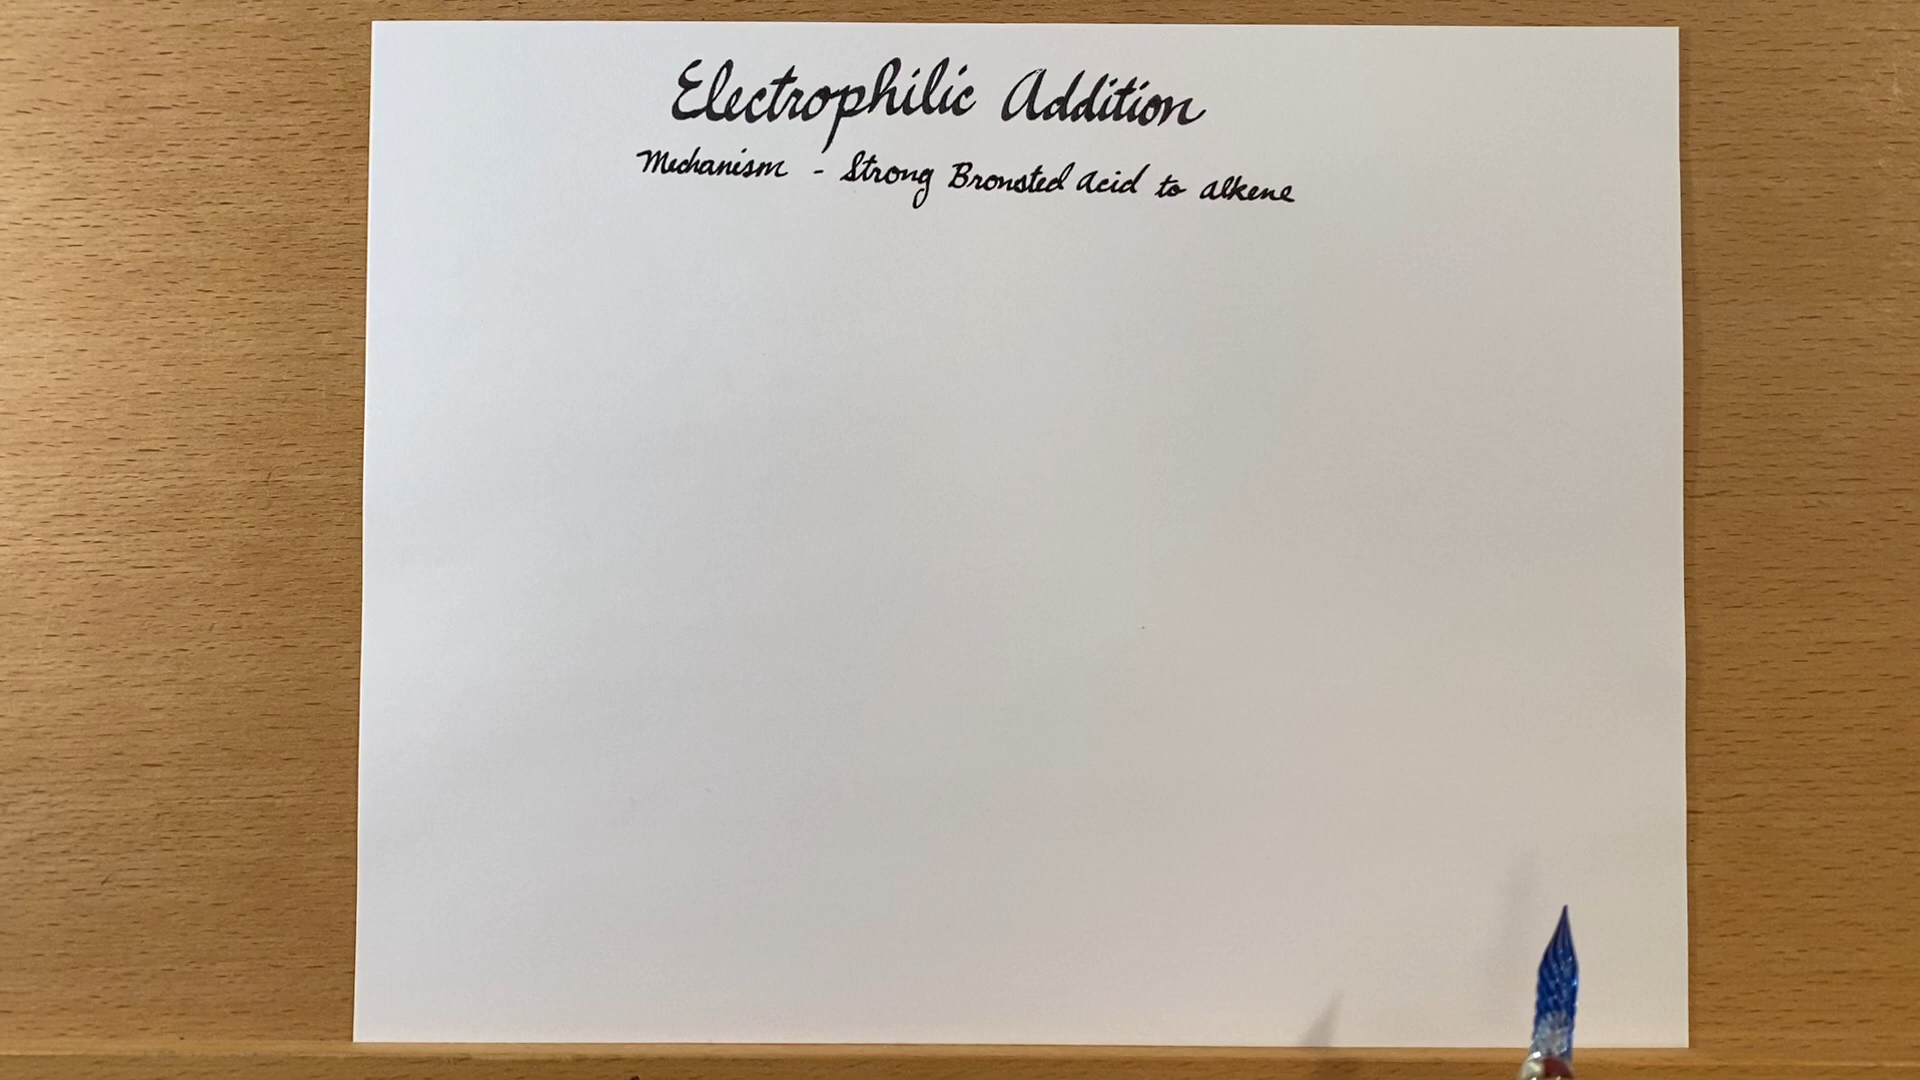 Electrophilic Addition
Mechanism - Strong Bronsted acid to alkene